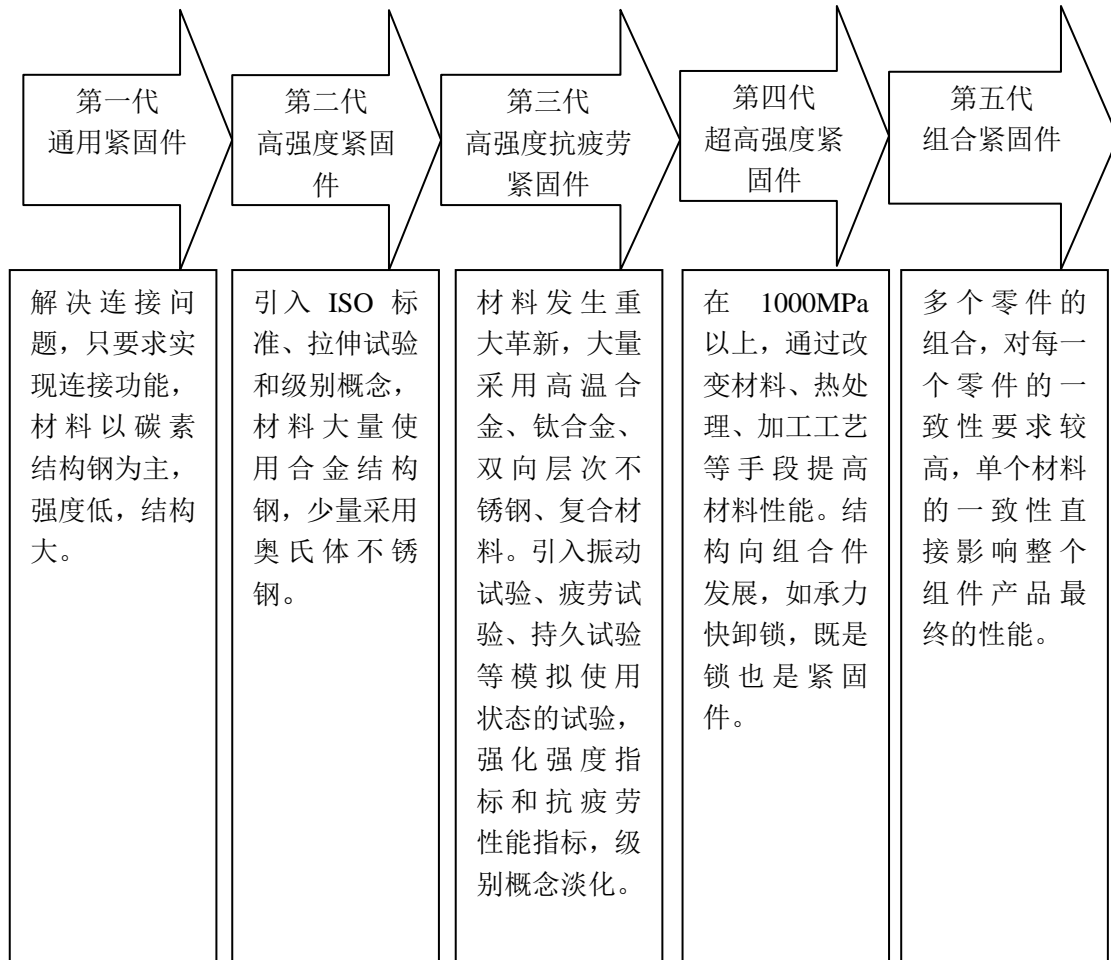 第一代
通用紧固件
第二代
高强度紧固
件
第三代
高强度抗疲劳
紧固件
第四代
超高强度紧
固件
第五代
组合紧固件
解决连接问
题，只要求实
现连接功能，
材料以碳素
结构钢为主，
强度低，结构
大。
引入 ISO 标
准、拉伸试验
和级别概念，
材料大量使
用合金结构
钢，少量采用
奥氏体不锈
钢。
材料发生重
大革新，大量
采用高温合
金、钛合金、
双向层次不
锈钢、复合材
料。引入振动
试验、疲劳试
验、持久试验
等模拟使用
状态的试验，
强化强度指
标和抗疲劳
性能指标，级
别概念淡化。
在 1000MPa
以上，通过改
变材料、热处
理、加工工艺
等手段提高
材料性能。结
构向组合件
发展，如承力
快卸锁，既是
锁也是紧固
件。
多个零件的
组合，对每一
个零件的一
致性要求较
高，单个材料
的一致性直
接影响整个
组件产品最
终的性能。